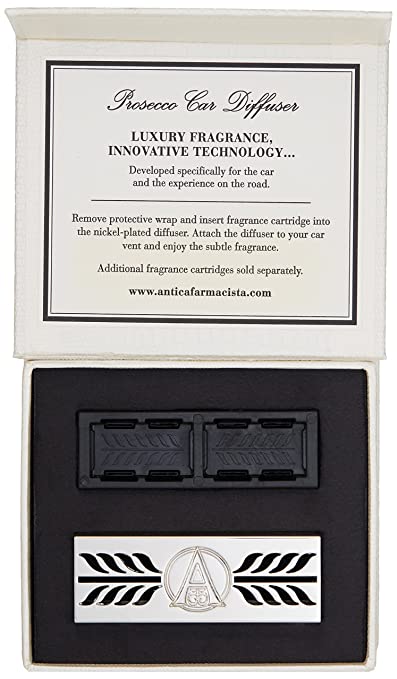 Prosecco Car Diffuser
LUXURY FRAGRANCE,
INNOVATIVE TECHNOLOGY...
Developed specifically for the car
and the experience on the road.
Remove protective wrap and insert fragrance cartridge into
the nickel-plated diffuser. Attach the diffuser to your car
vent and enjoy the subtle fragrance.
Additional fragrance cartridges sold separately.
www.anticafarmacista.com
A